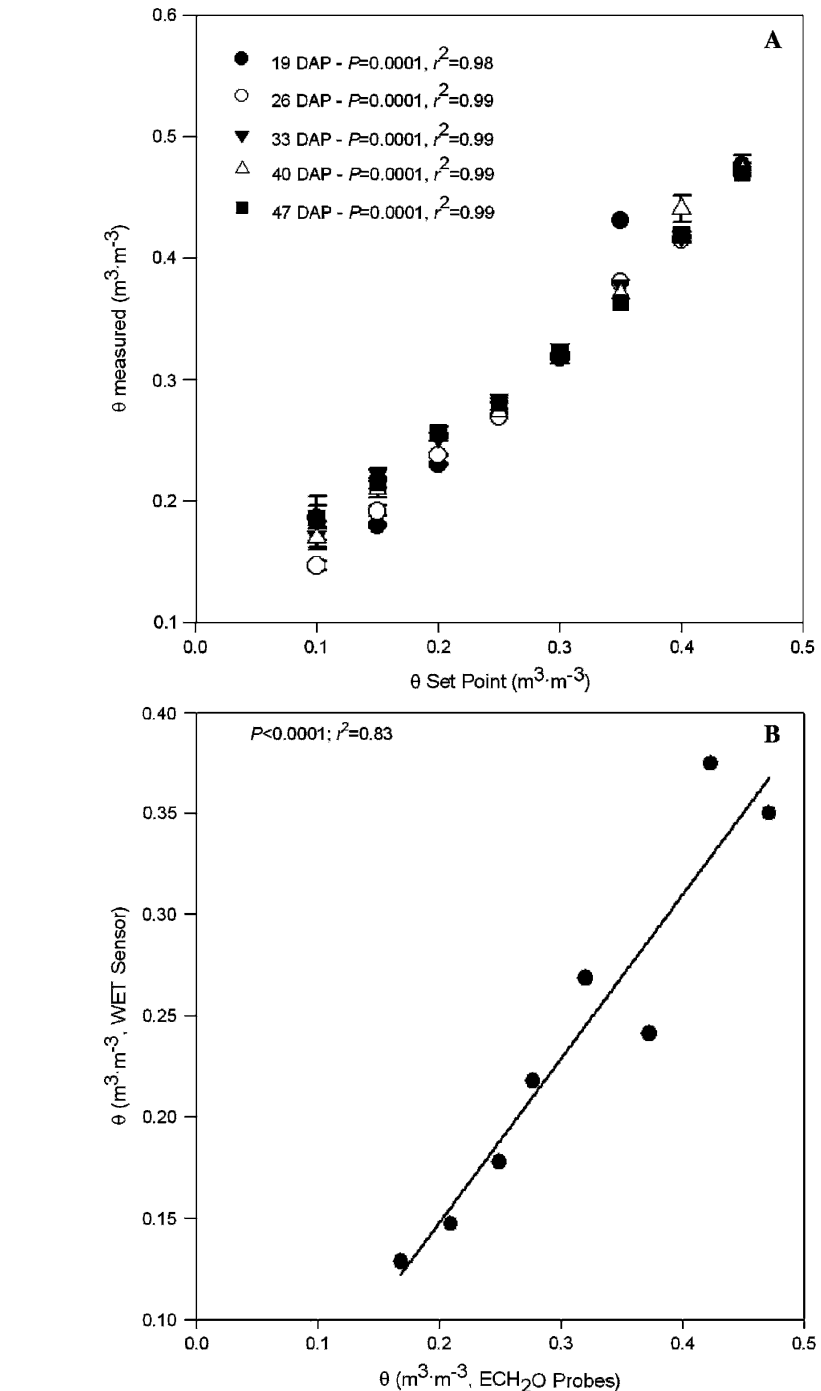 A
19 DAP - P=0.0001, r²=0.98
26 DAP - P=0.0001, r²=0.99
33 DAP - P=0.0001, r²=0.99
40 DAP - P=0.0001, r²=0.99
47 DAP - P=0.0001, r²=0.99
θ measured (m³·m⁻³)
0.6
0.5
0.4
0.3
0.2
0.1
0.0 0.1 0.2 0.3 0.4 0.5
θ Set Point (m³·m⁻³)
P<0.0001; r²=0.83
B
θ (m³·m⁻³, WET Sensor)
0.40
0.35
0.30
0.25
0.20
0.15
0.10
0.0 0.1 0.2 0.3 0.4 0.5
θ (m³·m⁻³, ECH₂O Probes)